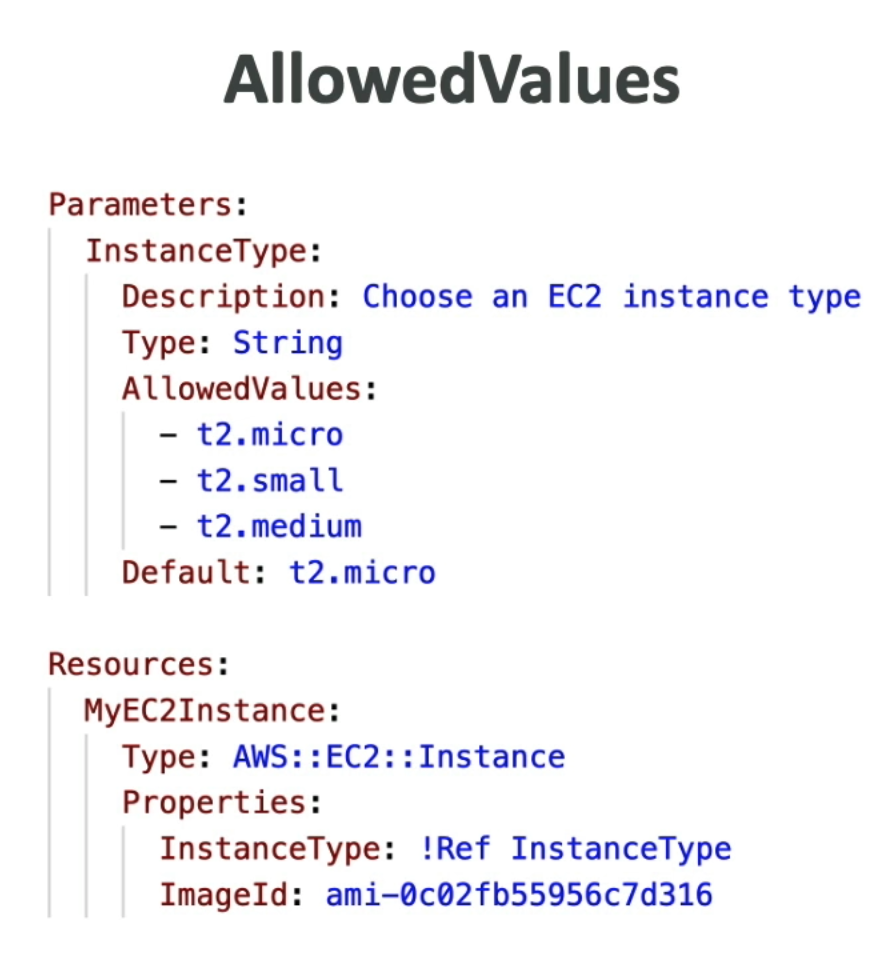 AllowedValues
Parameters:
InstanceType:
Description: Choose an EC2 instance type
Type: String
AllowedValues:
- t2.micro
- t2.small
- t2.medium
Default: t2.micro
Resources:
MyEC2Instance:
Type: AWS::EC2::Instance
Properties:
InstanceType: !Ref InstanceType
ImageId: ami-0c02fb55956c7d316